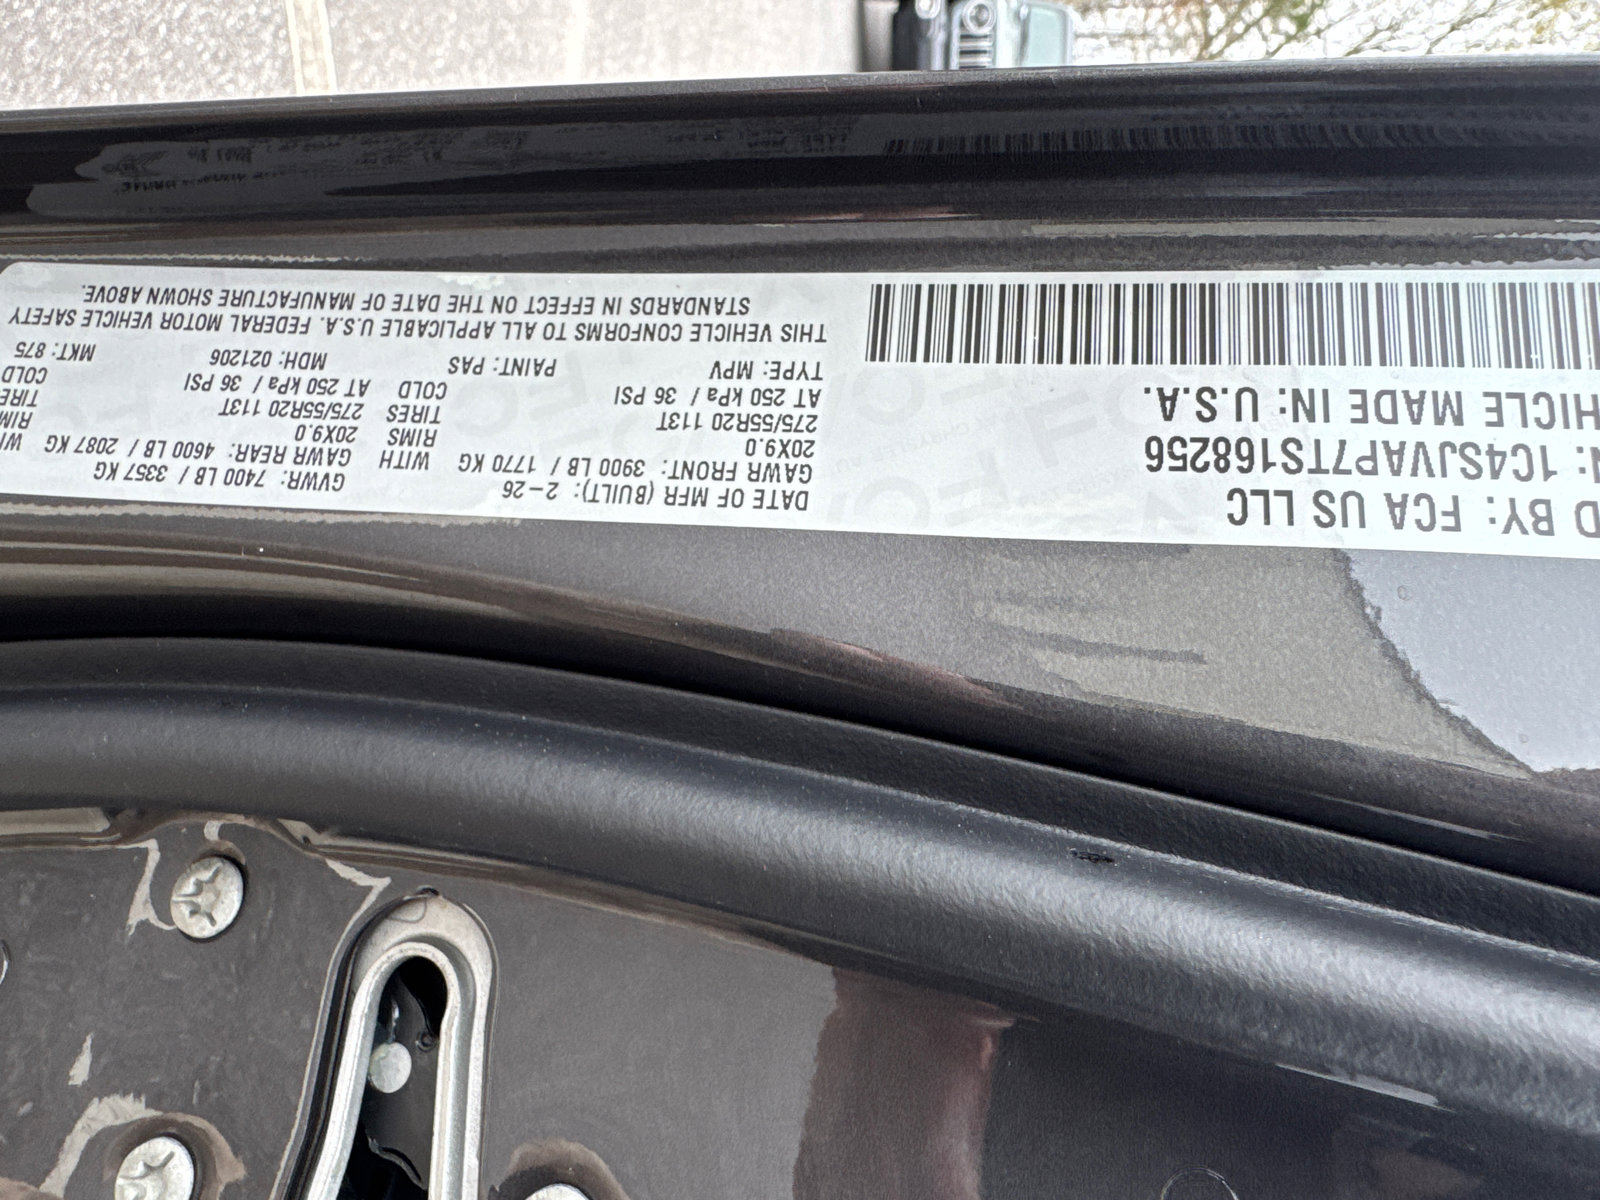 D BY: FCA US LLC
N: 1C4SJVAP7TS168256
HICLE MADE IN: U.S.A.
DATE OF MFR (BUILT): 2-26 GVWR: 7400 LB / 3357 KG
GAWR FRONT: 3900 LB / 1770 KG WITH GAWR REAR: 4600 LB / 2087 KG WI
20X9.0 RIMS 20X9.0 RIM
275/55R20 113T TIRES 275/55R20 113T TIRE
AT 250 kPa / 36 PSI COLD AT 250 kPa / 36 PSI COLD
TYPE: MPV PAINT: PAS MDH: 021206 MKT: 875
THIS VEHICLE CONFORMS TO ALL APPLICABLE U.S.A. FEDERAL MOTOR VEHICLE SAFETY
STANDARDS IN EFFECT ON THE DATE OF MANUFACTURE SHOWN ABOVE.